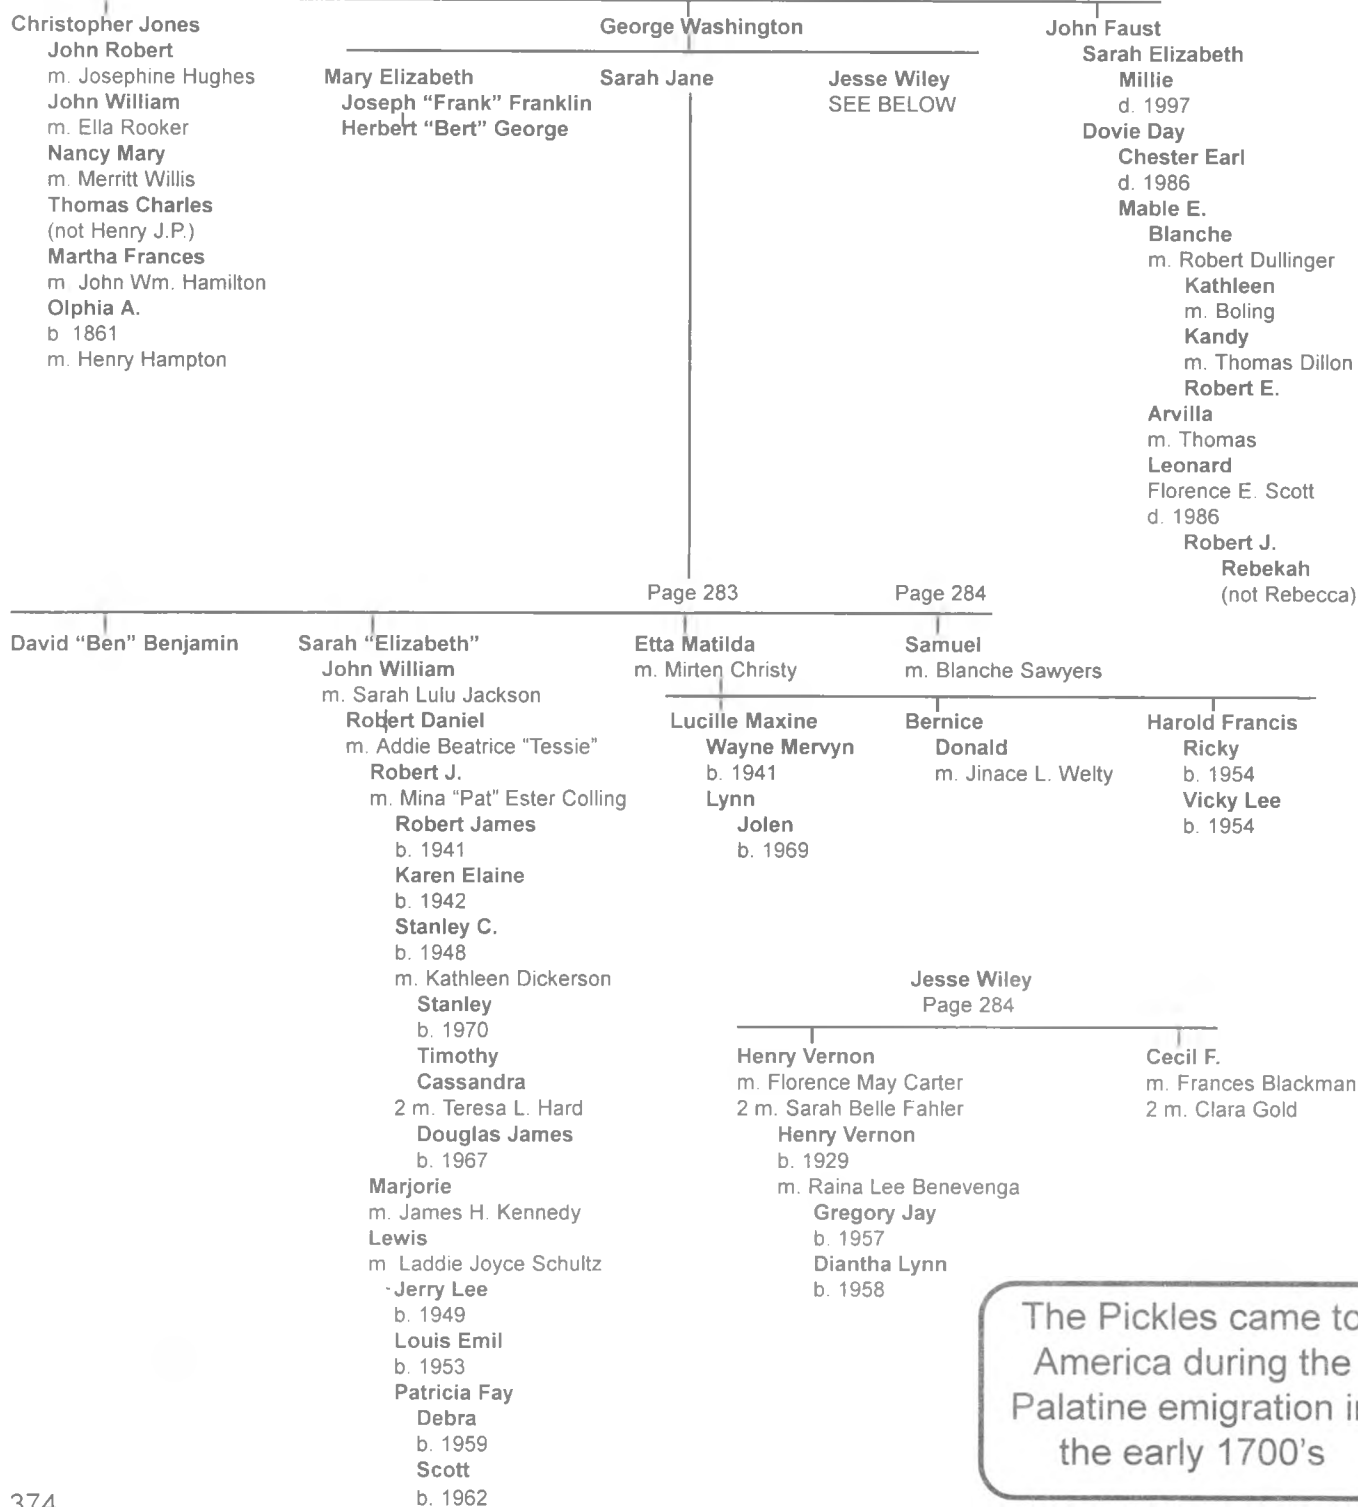 Christopher Jones
John Robert
m. Josephine Hughes
John William
m. Ella Rooker
Nancy Mary
m. Merritt Willis
Thomas Charles
(not Henry J.P.)
Martha Frances
m John Wm. Hamilton
Olphia A.
b 1861
m. Henry Hampton
George Washington
Mary Elizabeth
Joseph "Frank" Franklin
Herbert "Bert" George
Sarah Jane
Jesse Wiley
SEE BELOW
John Faust
Sarah Elizabeth
Millie
d. 1997
Dovie Day
Chester Earl
d. 1986
Mable E.
Blanche
m. Robert Dullinger
Kathleen
m. Boling
Kandy
m. Thomas Dillon
Robert E.
Arvilla
m. Thomas
Leonard
Florence E. Scott
d. 1986
Robert J.
Rebekah
(not Rebecca)
Page 283
Page 284
David "Ben" Benjamin
Sarah "Elizabeth"
John William
m. Sarah Lulu Jackson
Robert Daniel
m. Addie Beatrice "Tessie"
Robert J.
m. Mina "Pat" Ester Colling
Robert James
b. 1941
Karen Elaine
b. 1942
Stanley C.
b. 1948
m. Kathleen Dickerson
Stanley
b. 1970
Timothy
Cassandra
2 m. Teresa L. Hard
Douglas James
b. 1967
Marjorie
m. James H. Kennedy
Lewis
m Laddie Joyce Schultz
Jerry Lee
b. 1949
Louis Emil
b. 1953
Patricia Fay
Debra
b. 1959
Scott
b. 1962
Etta Matilda
m. Mirten Christy
Samuel
m. Blanche Sawyers
Lucille Maxine
Wayne Mervyn
b. 1941
Lynn
Jolen
b. 1969
Bernice
Donald
m. Jinace L. Welty
Harold Francis
Ricky
b. 1954
Vicky Lee
b. 1954
Jesse Wiley
Page 284
Henry Vernon
m. Florence May Carter
2 m. Sarah Belle Fahler
Henry Vernon
b. 1929
m. Raina Lee Benevenga
Gregory Jay
b. 1957
Diantha Lynn
b. 1958
Cecil F.
m. Frances Blackman
2 m. Clara Gold
The Pickles came to
America during the
Palatine emigration in
the early 1700's
374